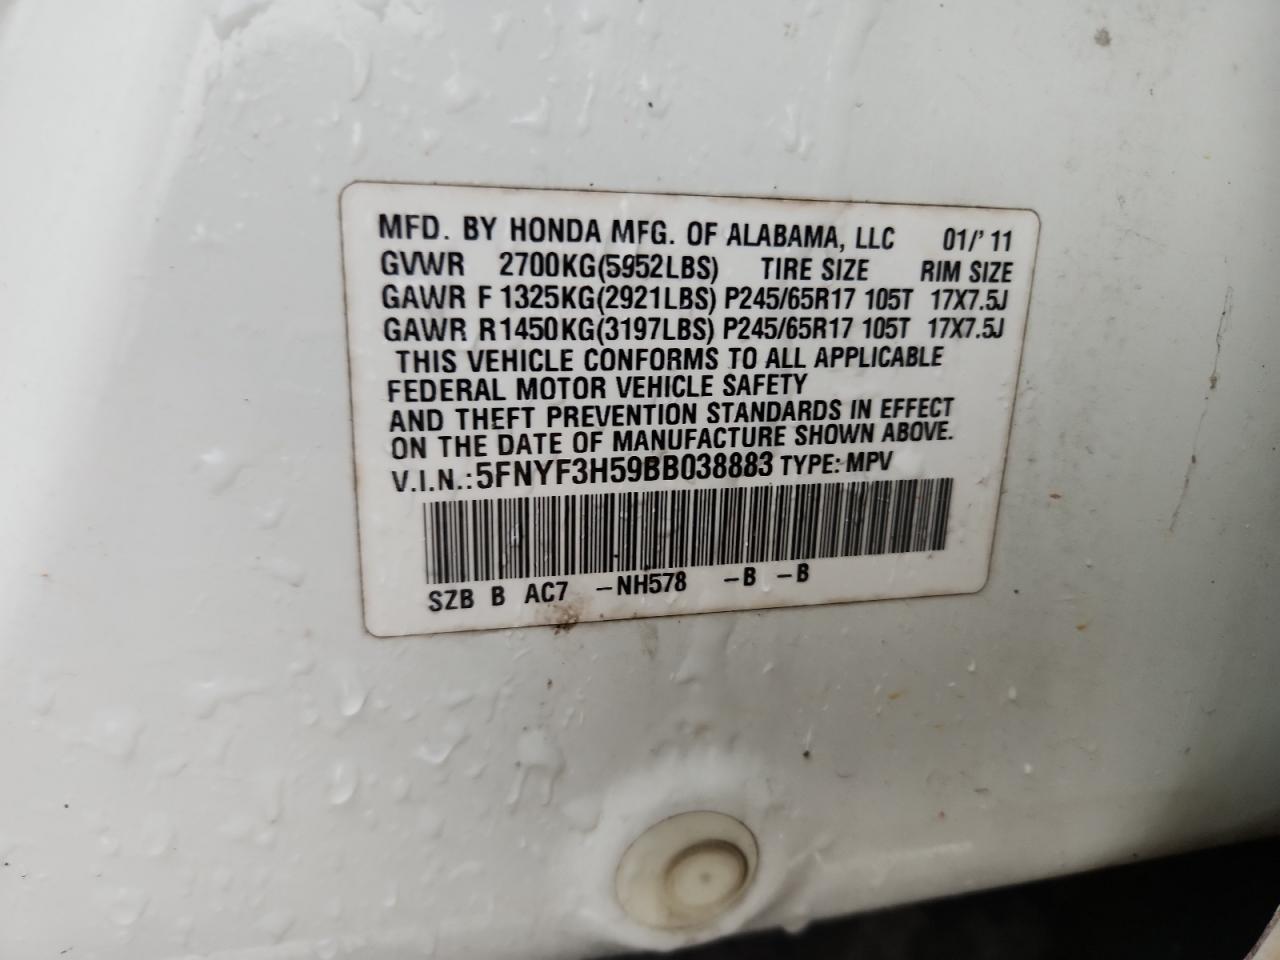 MFD. BY HONDA MFG. OF ALABAMA, LLC 01/'11
GVWR 2700KG(5952LBS) TIRE SIZE RIM SIZE
GAWR F 1325KG(2921LBS) P245/65R17 105T 17X7.5J
GAWR R 1450KG(3197LBS) P245/65R17 105T 17X7.5J
THIS VEHICLE CONFORMS TO ALL APPLICABLE
FEDERAL MOTOR VEHICLE SAFETY
AND THEFT PREVENTION STANDARDS IN EFFECT
ON THE DATE OF MANUFACTURE SHOWN ABOVE.
V.I.N.: 5FNYF3H59BB038883 TYPE: MPV
SZB B AC7 -NH578 -B -B